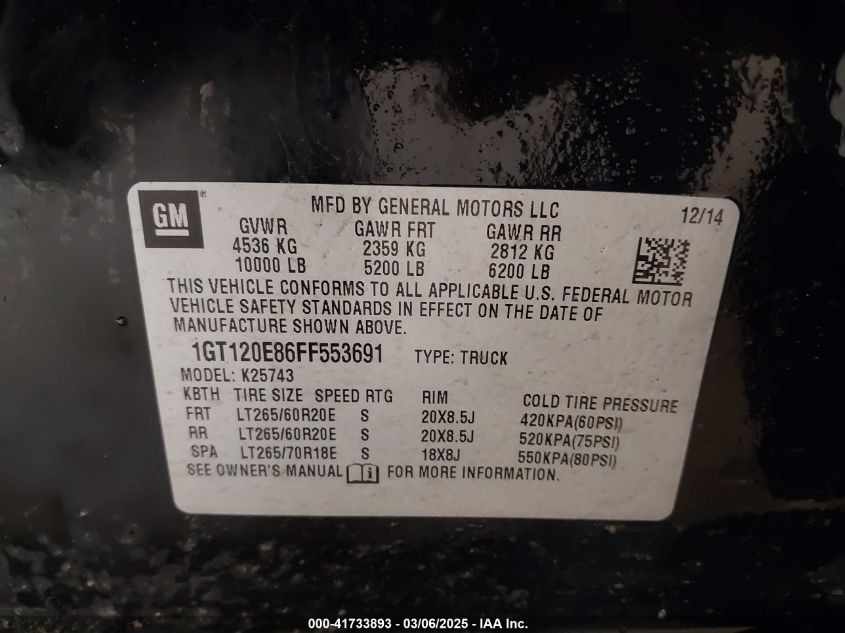 GM®
MFD BY GENERAL MOTORS LLC 12/14
GVWR GAWR FRT GAWR RR
4536 KG 2359 KG 2812 KG
10000 LB 5200 LB 6200 LB
THIS VEHICLE CONFORMS TO ALL APPLICABLE U.S. FEDERAL MOTOR
VEHICLE SAFETY STANDARDS IN EFFECT ON THE DATE OF
MANUFACTURE SHOWN ABOVE.
1GT120E86FF553691 TYPE: TRUCK
MODEL: K25743
KBTH TIRE SIZE SPEED RTG RIM COLD TIRE PRESSURE
FRT LT265/60R20E S 20X8.5J 420KPA(60PSI)
RR LT265/60R20E S 20X8.5J 520KPA(75PSI)
SPA LT265/70R18E S 18X8J 550KPA(80PSI)
SEE OWNER'S MANUAL i FOR MORE INFORMATION.
000-41733893 - 03/06/2025 - IAA Inc.